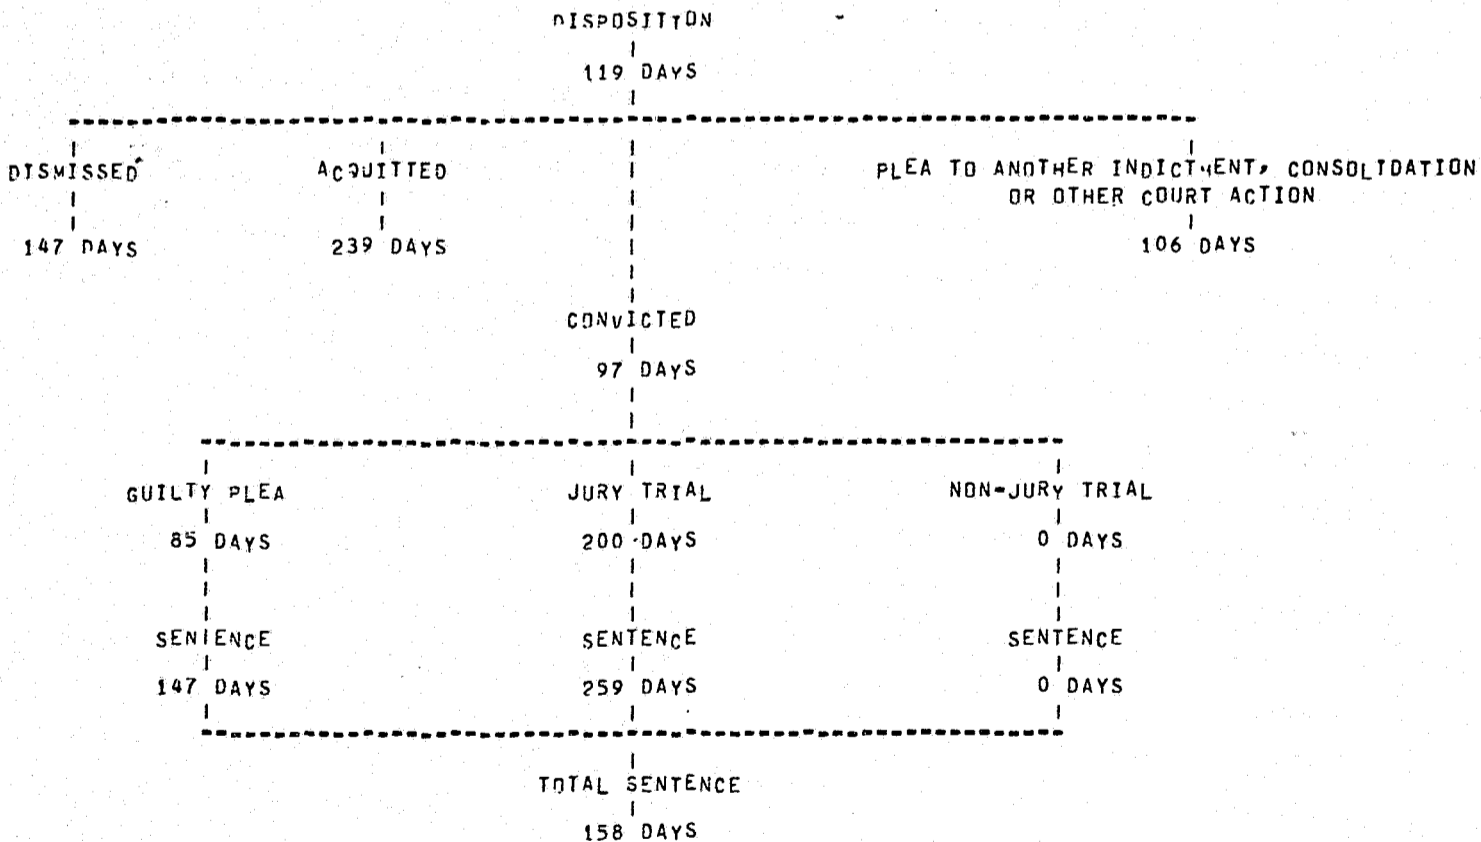 DISPOSITION
119 DAYS
DISMISSED
ACQUITTED
PLEA TO ANOTHER INDICTMENT, CONSOLIDATION
OR OTHER COURT ACTION
147 DAYS
239 DAYS
106 DAYS
CONVICTED
97 DAYS
GUILTY PLEA
JURY TRIAL
NON-JURY TRIAL
85 DAYS
200 DAYS
0 DAYS
SENTENCE
SENTENCE
SENTENCE
147 DAYS
259 DAYS
0 DAYS
TOTAL SENTENCE
158 DAYS